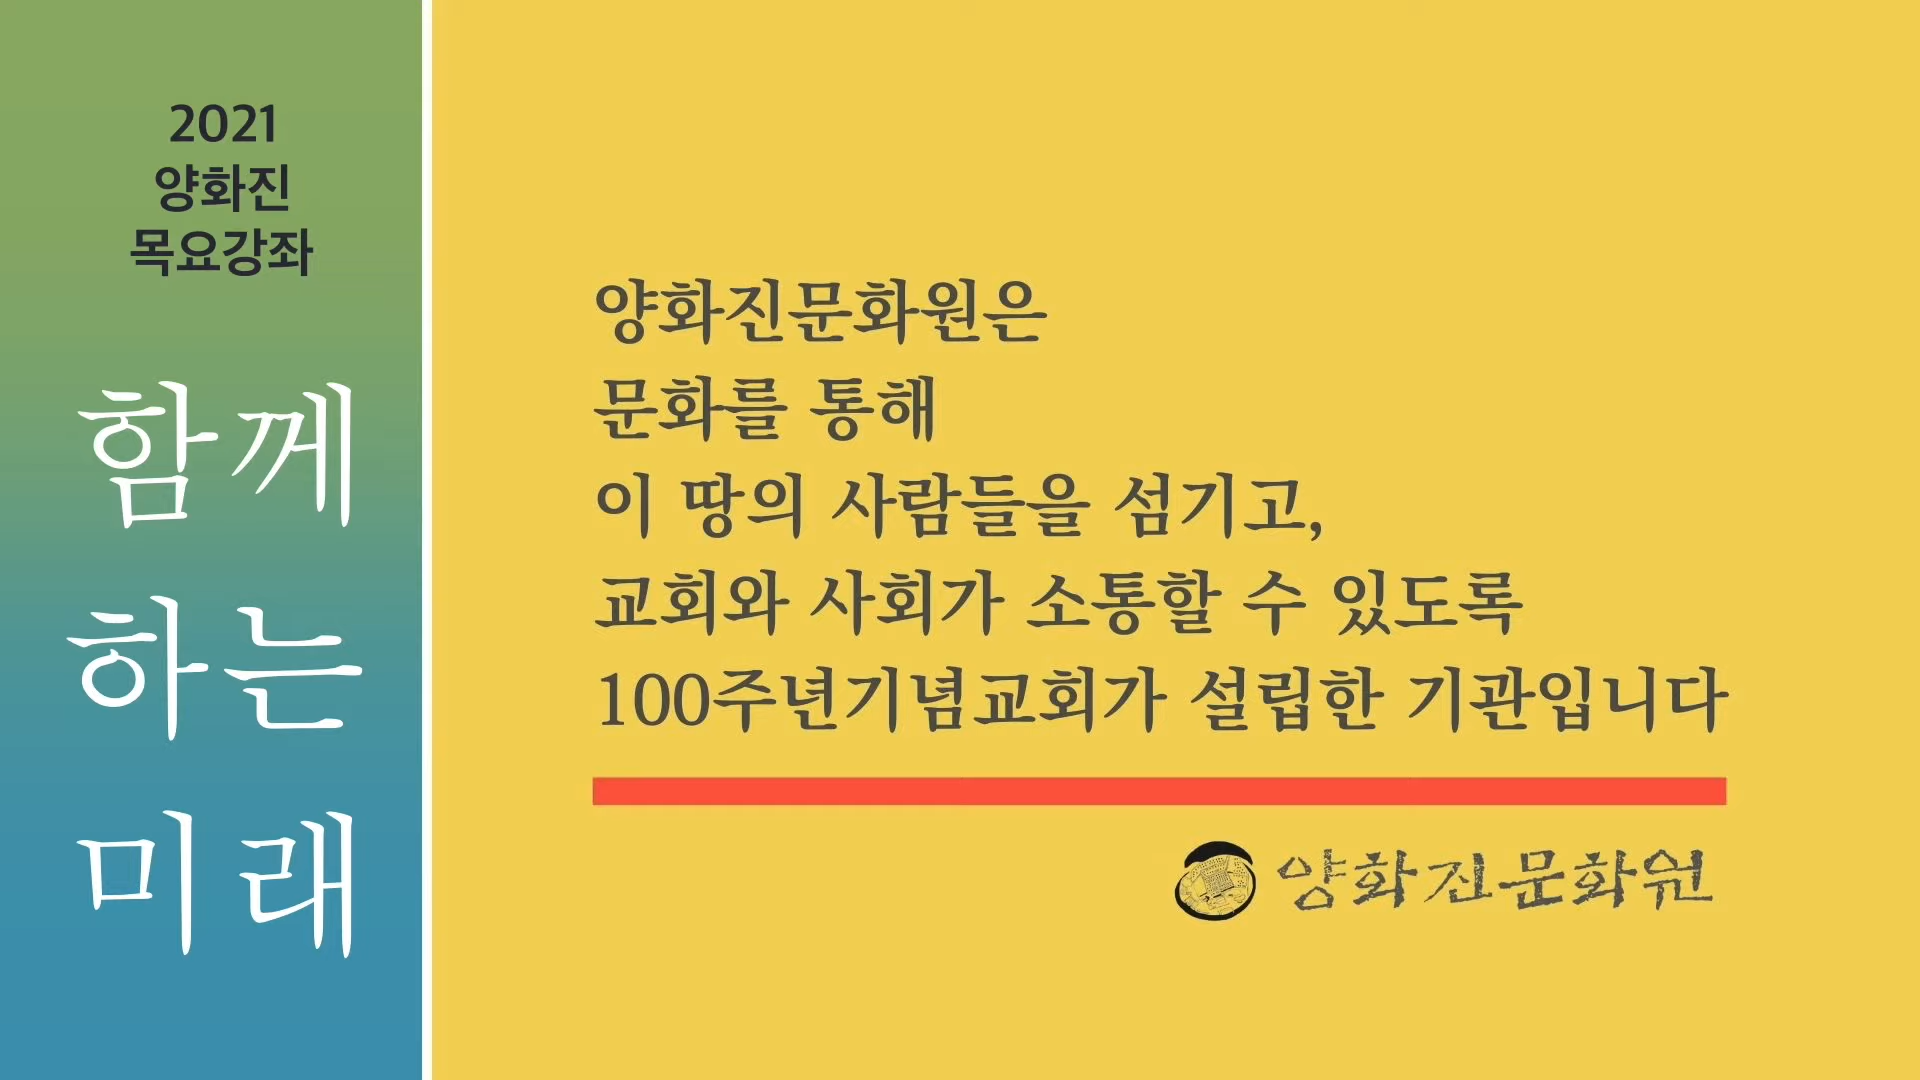 2021
양화진
목요강좌
함께
하는
미래
양화진문화원은
문화를 통해
이 땅의 사람들을 섬기고,
교회와 사회가 소통할 수 있도록
100주년기념교회가 설립한 기관입니다
양화진문화원